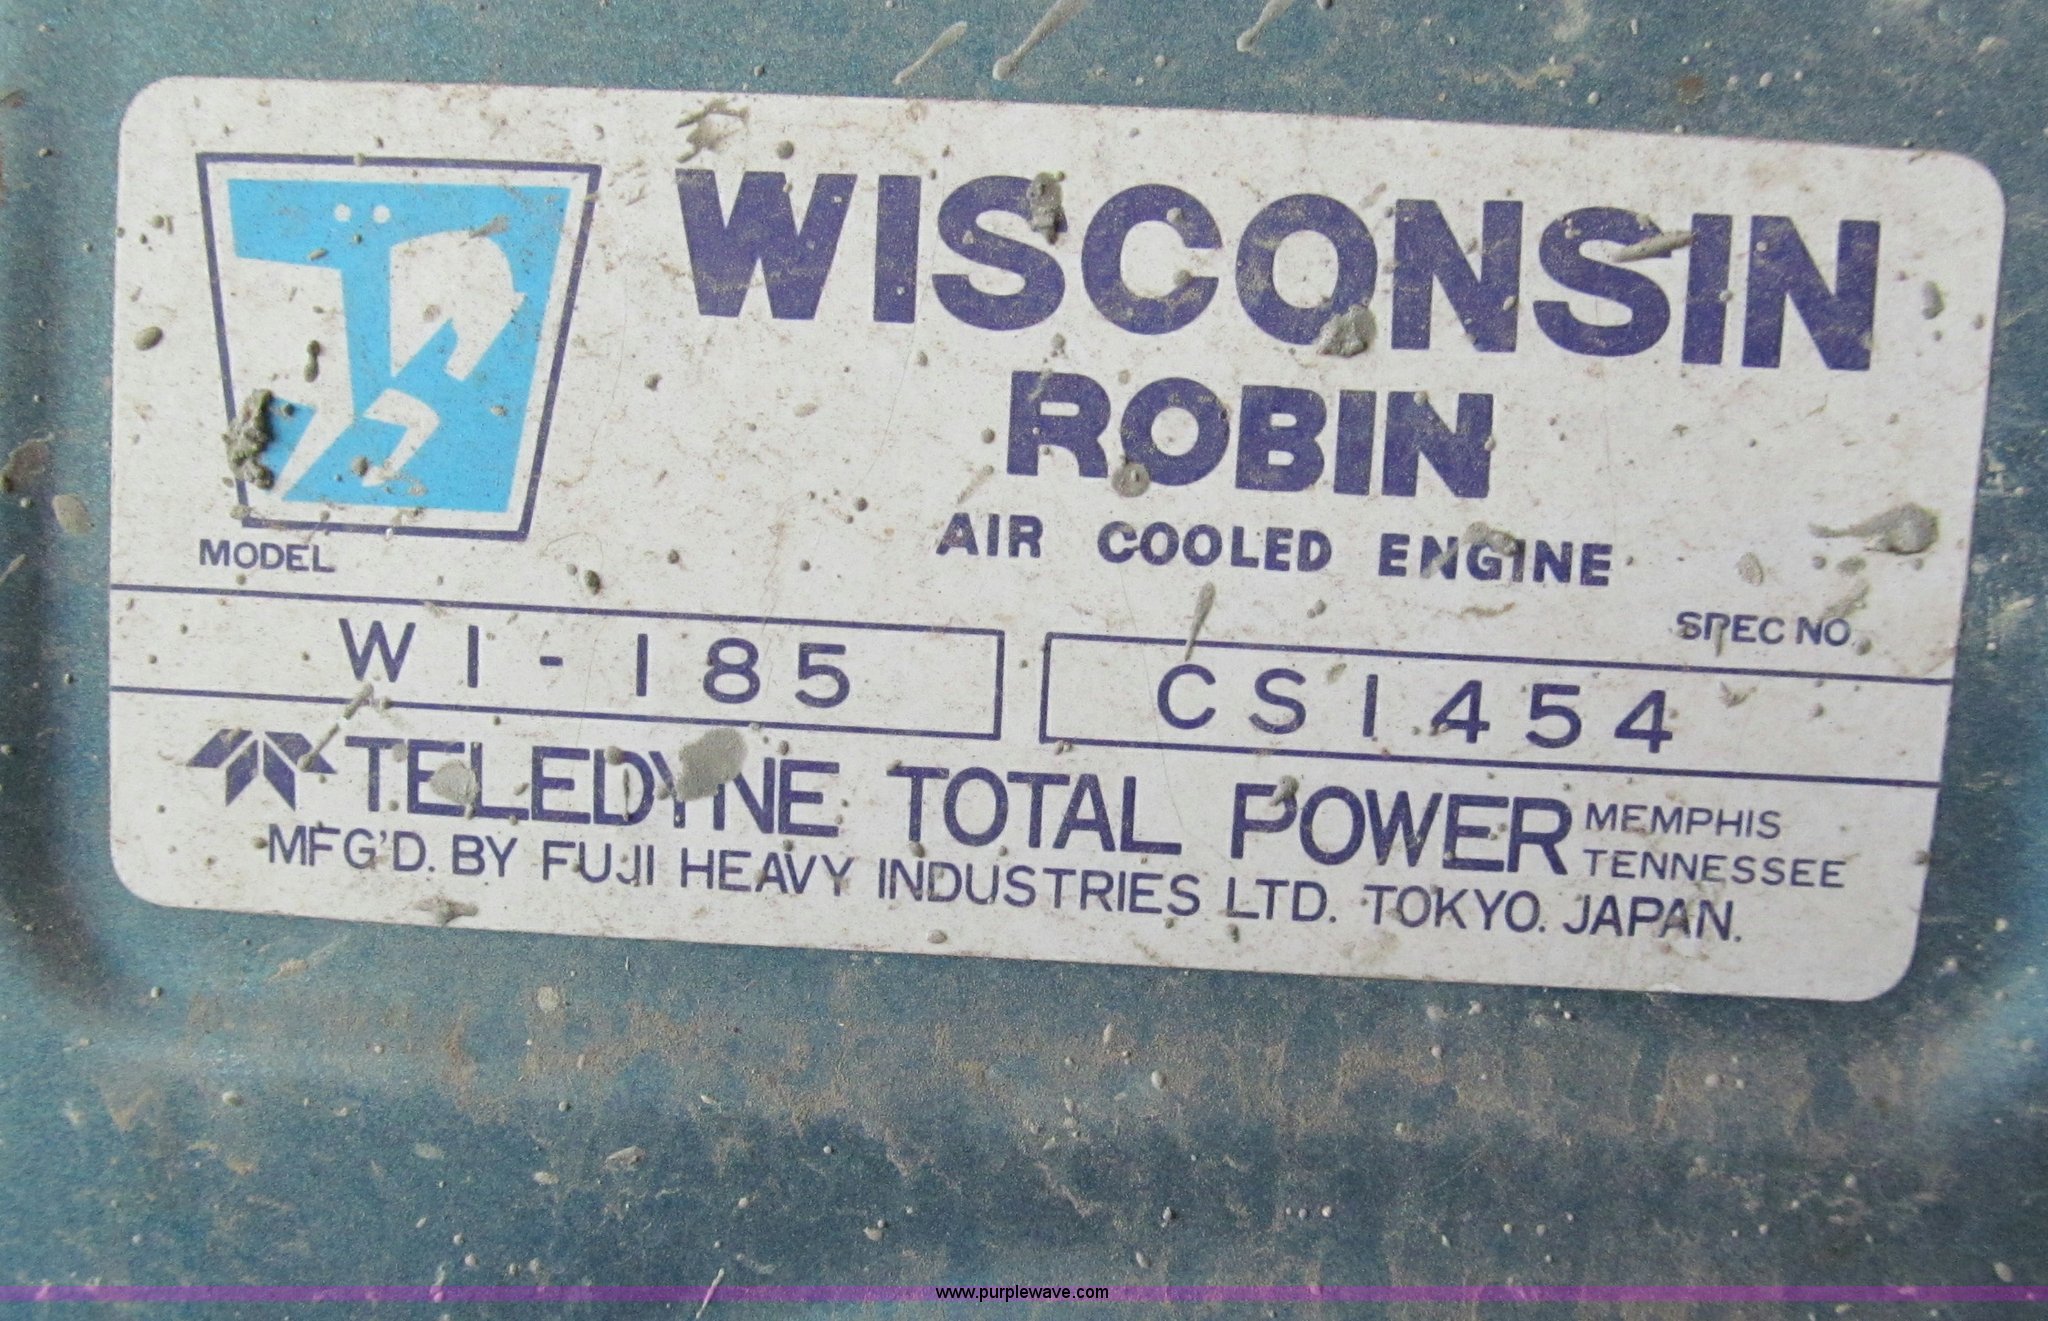 WISCONSIN
ROBIN
AIR COOLED ENGINE
MODEL
SPEC NO.
W1-185
CS1454
TELEDYNE TOTAL POWER MEMPHIS TENNESSEE
MFG'D. BY FUJI HEAVY INDUSTRIES LTD. TOKYO. JAPAN.
www.purplewave.com